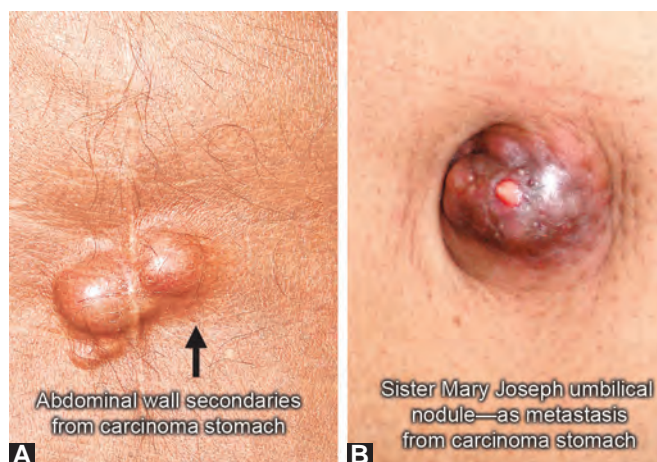 Abdominal wall secondaries
from carcinoma stomach
A
Sister Mary Joseph umbilical
nodule—as metastasis
from carcinoma stomach
B